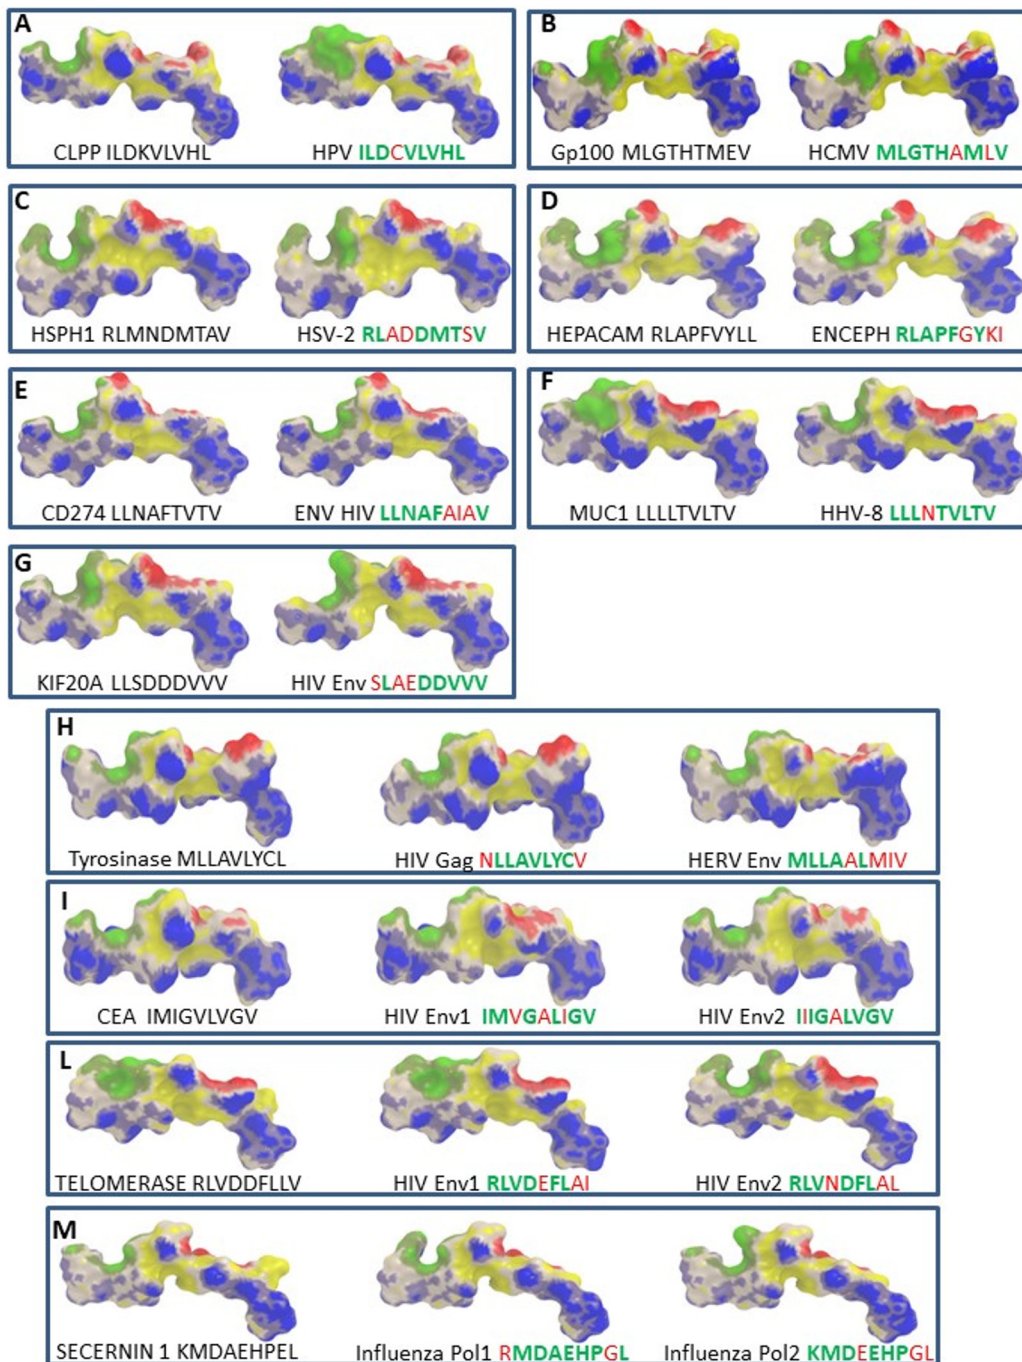 A
CLPP ILDKVLVHL
HPV ILDCVLVHL
B
Gp100 MLGTHTMEV
HCMV MLGTHAMLV
C
HSPH1 RLMNDMTAV
HSV-2 RLADDMTSV
D
HEPACAM RLAPFVYLL
ENCEPH RLAPFGYKI
E
CD274 LLNAFTVTV
ENV HIV LLNAFAIAV
F
MUC1 LLLLTVLTV
HHV-8 LLLNTVLTV
G
KIF20A LLSDDDVVV
HIV Env SLAEDDVVV
H
Tyrosinase MLLAVLYCL
HIV Gag NLLAVLYCV
HERV Env MLLAALMIV
I
CEA IMIGVLVGV
HIV Env1 IMVGALIGV
HIV Env2 IIIGALVGV
L
TELOMERASE RLVDDFLLV
HIV Env1 RLVDEFLAI
HIV Env2 RLVNDFLAL
M
SECERNIN 1 KMDAEHPEL
Influenza Pol1 RMDAEHPGL
Influenza Pol2 KMDEEHPGL